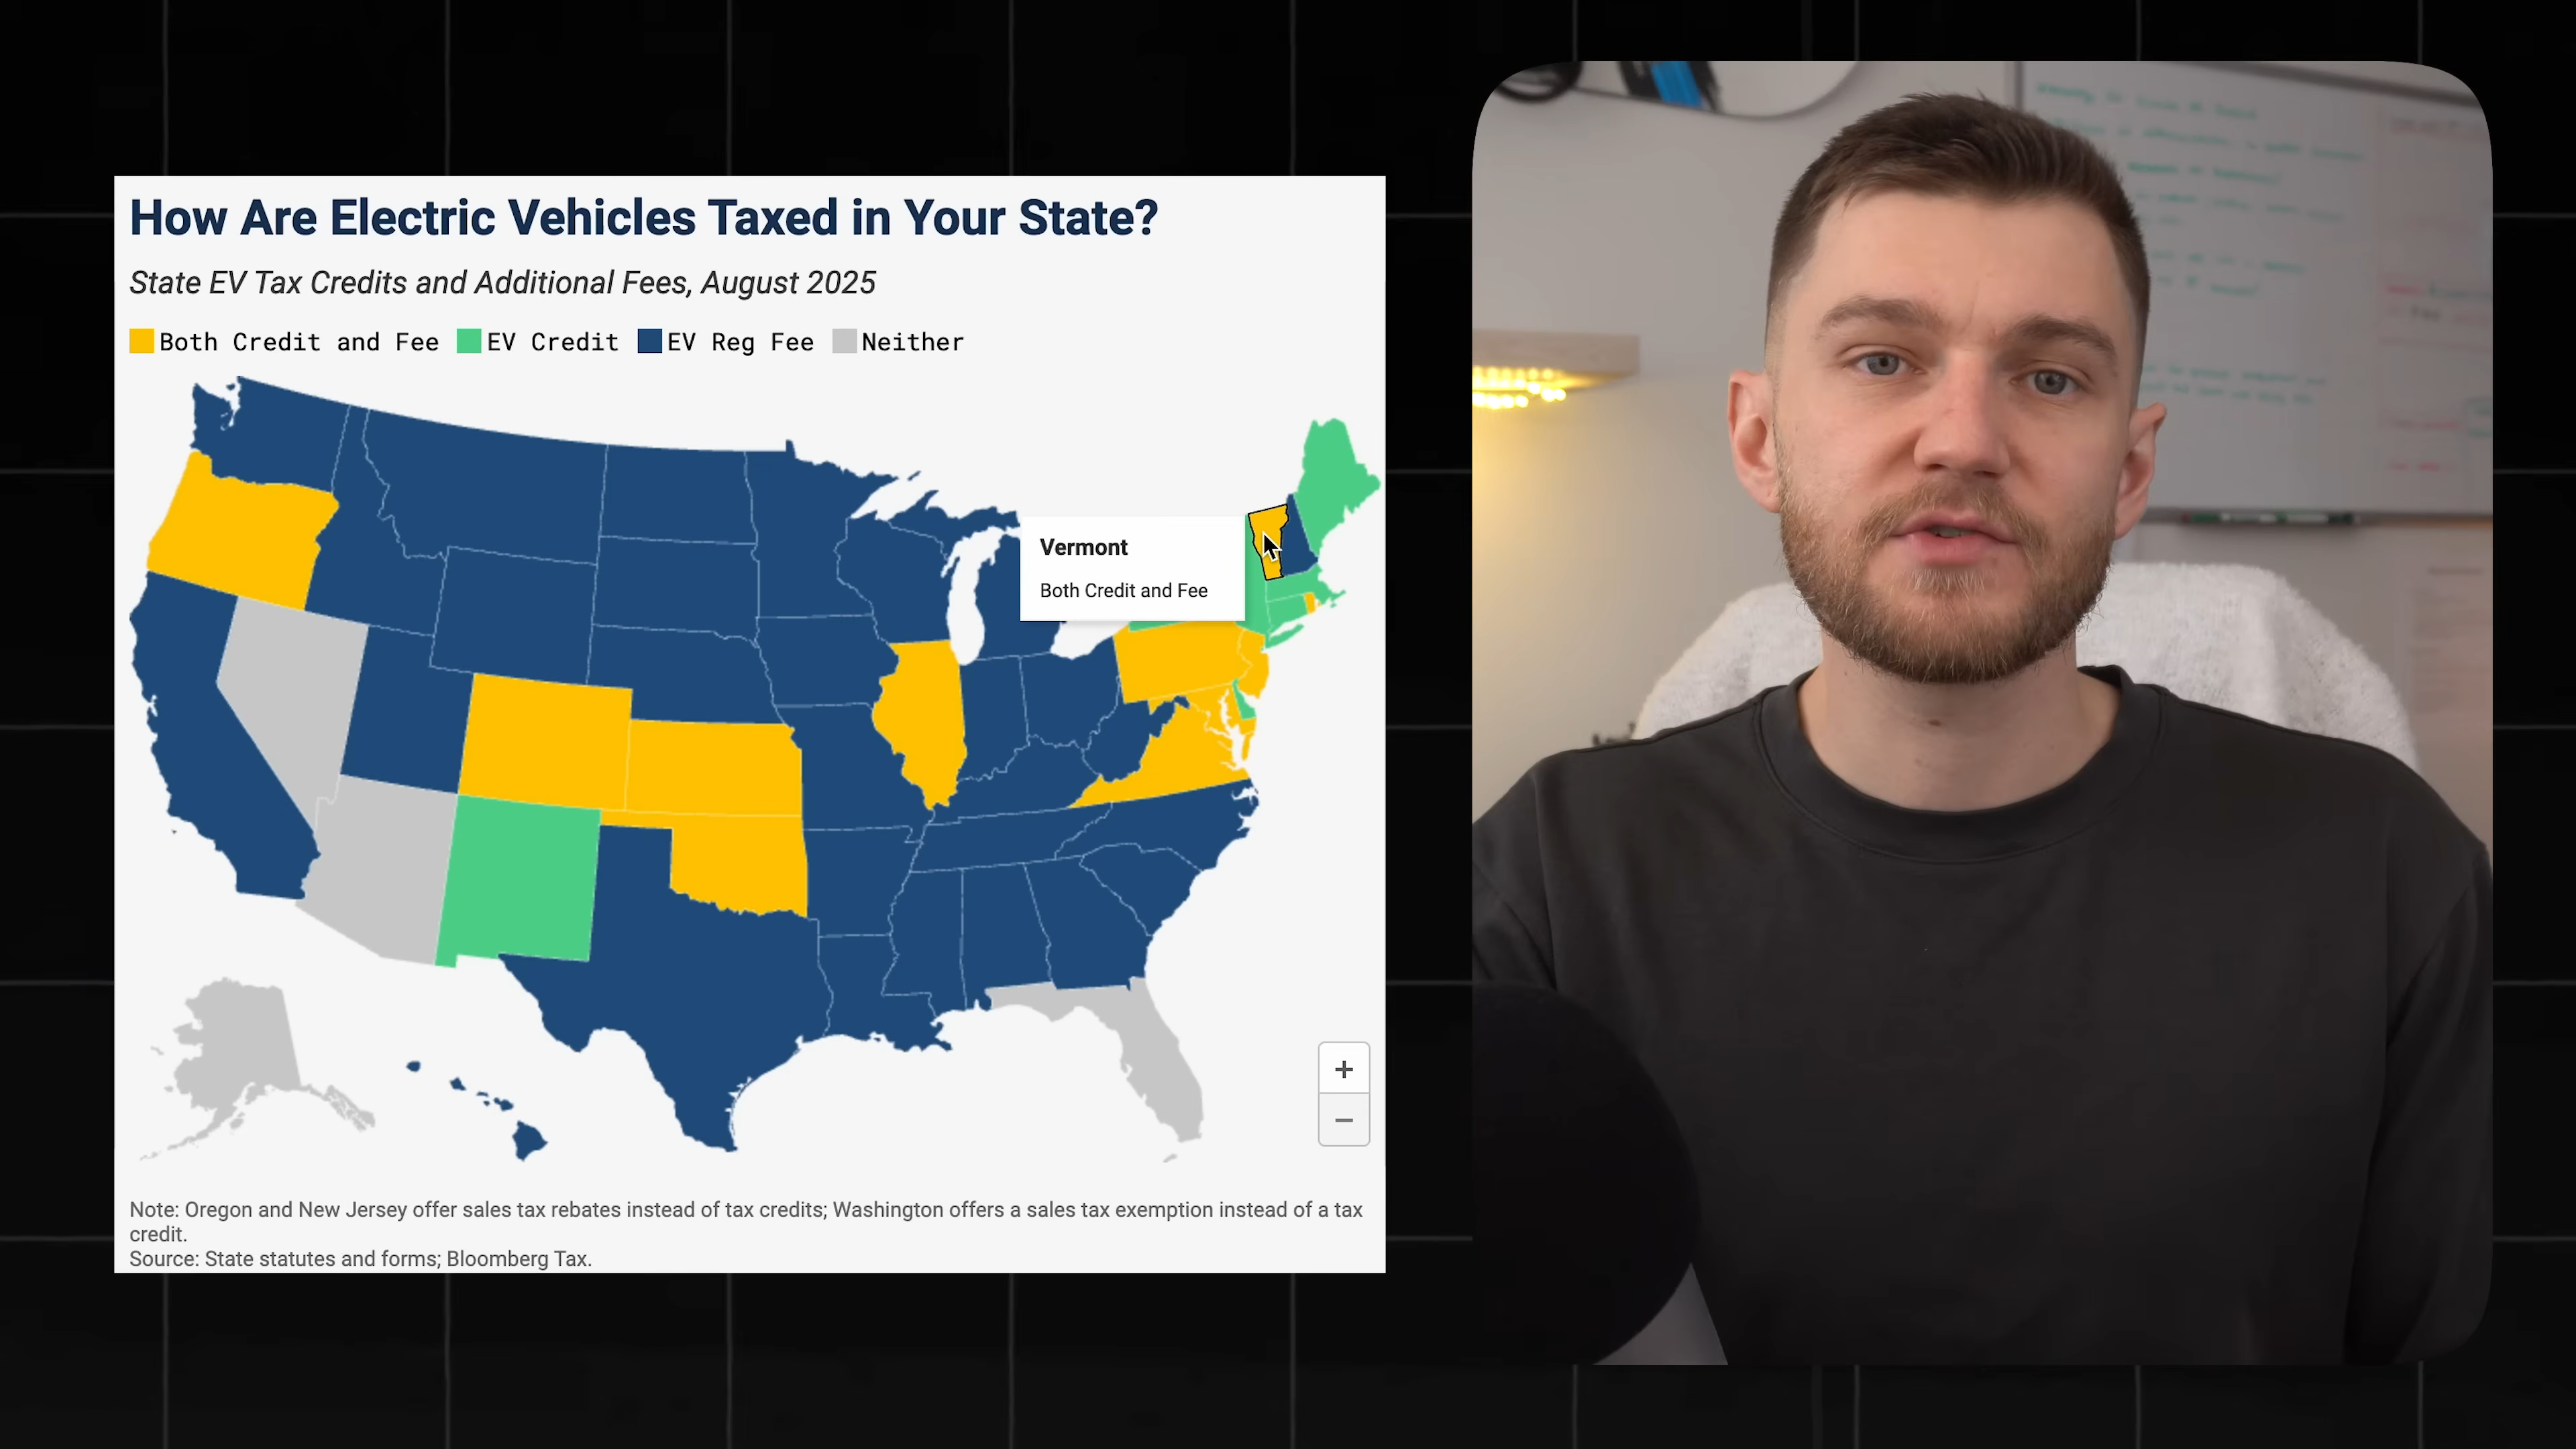 How Are Electric Vehicles Taxed in Your State?
State EV Tax Credits and Additional Fees, August 2025
Both Credit and Fee EV Credit EV Reg Fee Neither
Vermont
Both Credit and Fee
+
−
Note: Oregon and New Jersey offer sales tax rebates instead of tax credits; Washington offers a sales tax exemption instead of a tax
credit.
Source: State statutes and forms; Bloomberg Tax.